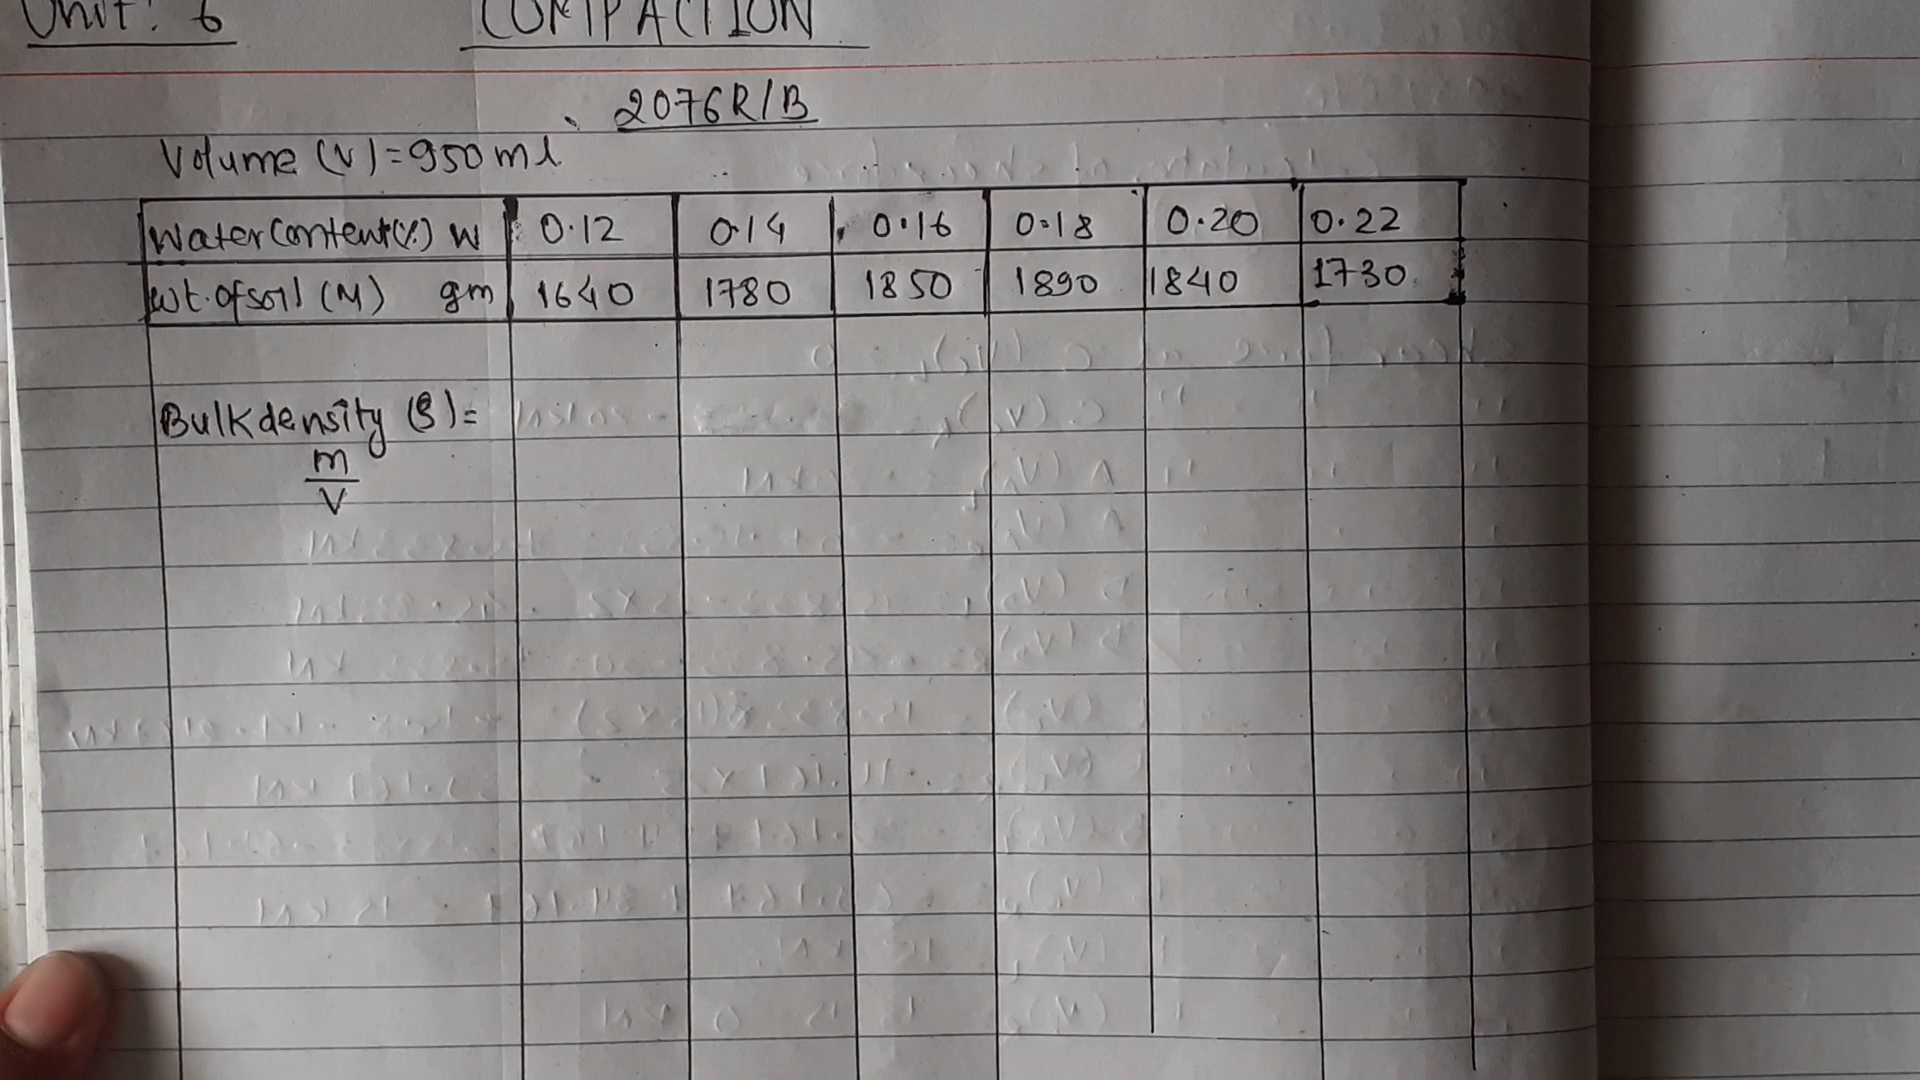 Unit: 6 COMPACTION
2076R/B
Volume (V) = 950 ml.
Water Content(%) W 0.12 0.14 0.16 0.18 0.20 0.22
Wt. of soil (M) gm 1640 1780 1850 1890 1840 1730
Bulk density (ρ) =
m
V